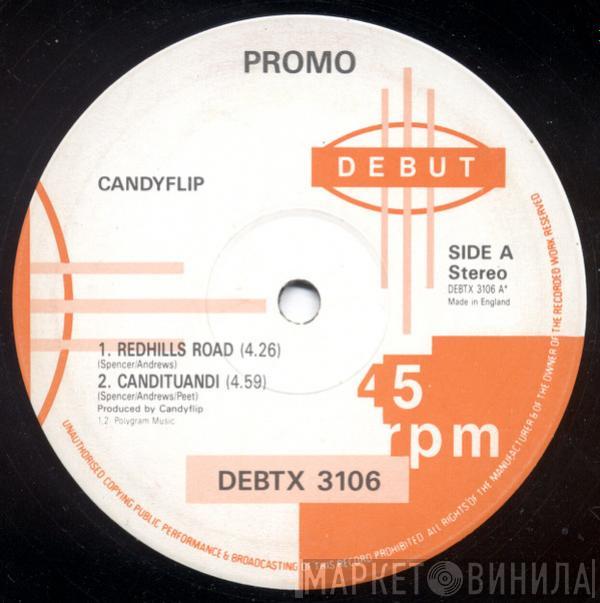 PROMO
DEBUT
CANDYFLIP
SIDE A
Stereo
DEBTX 3106 A*
Made in England
1. REDHILLS ROAD (4.26)
(Spencer/Andrews)
2. CANDITUANDI (4.59)
(Spencer/Andrews/Peet)
Produced by Candyflip
1,2. Polygram Music
45
rpm
DEBTX 3106
UNAUTHORISED COPYING PUBLIC PERFORMANCE & BROADCASTING OF THIS RECORD PROHIBITED. ALL RIGHTS OF THE MANUFACTURER & OF THE OWNER OF THE RECORDED WORK RESERVED
МАРКЕТ ВИНИЛА!